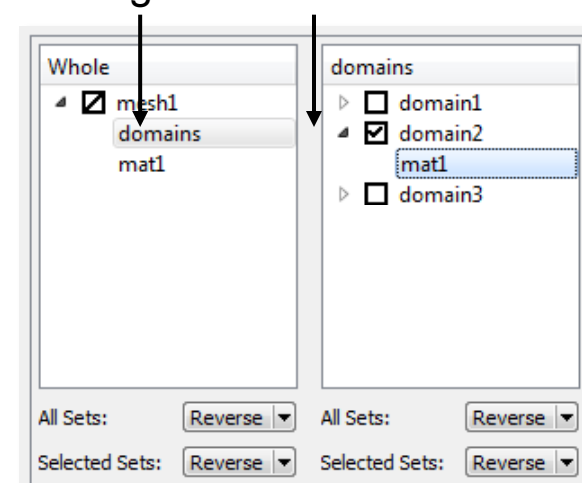 Whole
mesh1
domains
mat1
domains
domain1
domain2
mat1
domain3
All Sets: Reverse All Sets: Reverse
Selected Sets: Reverse Selected Sets: Reverse